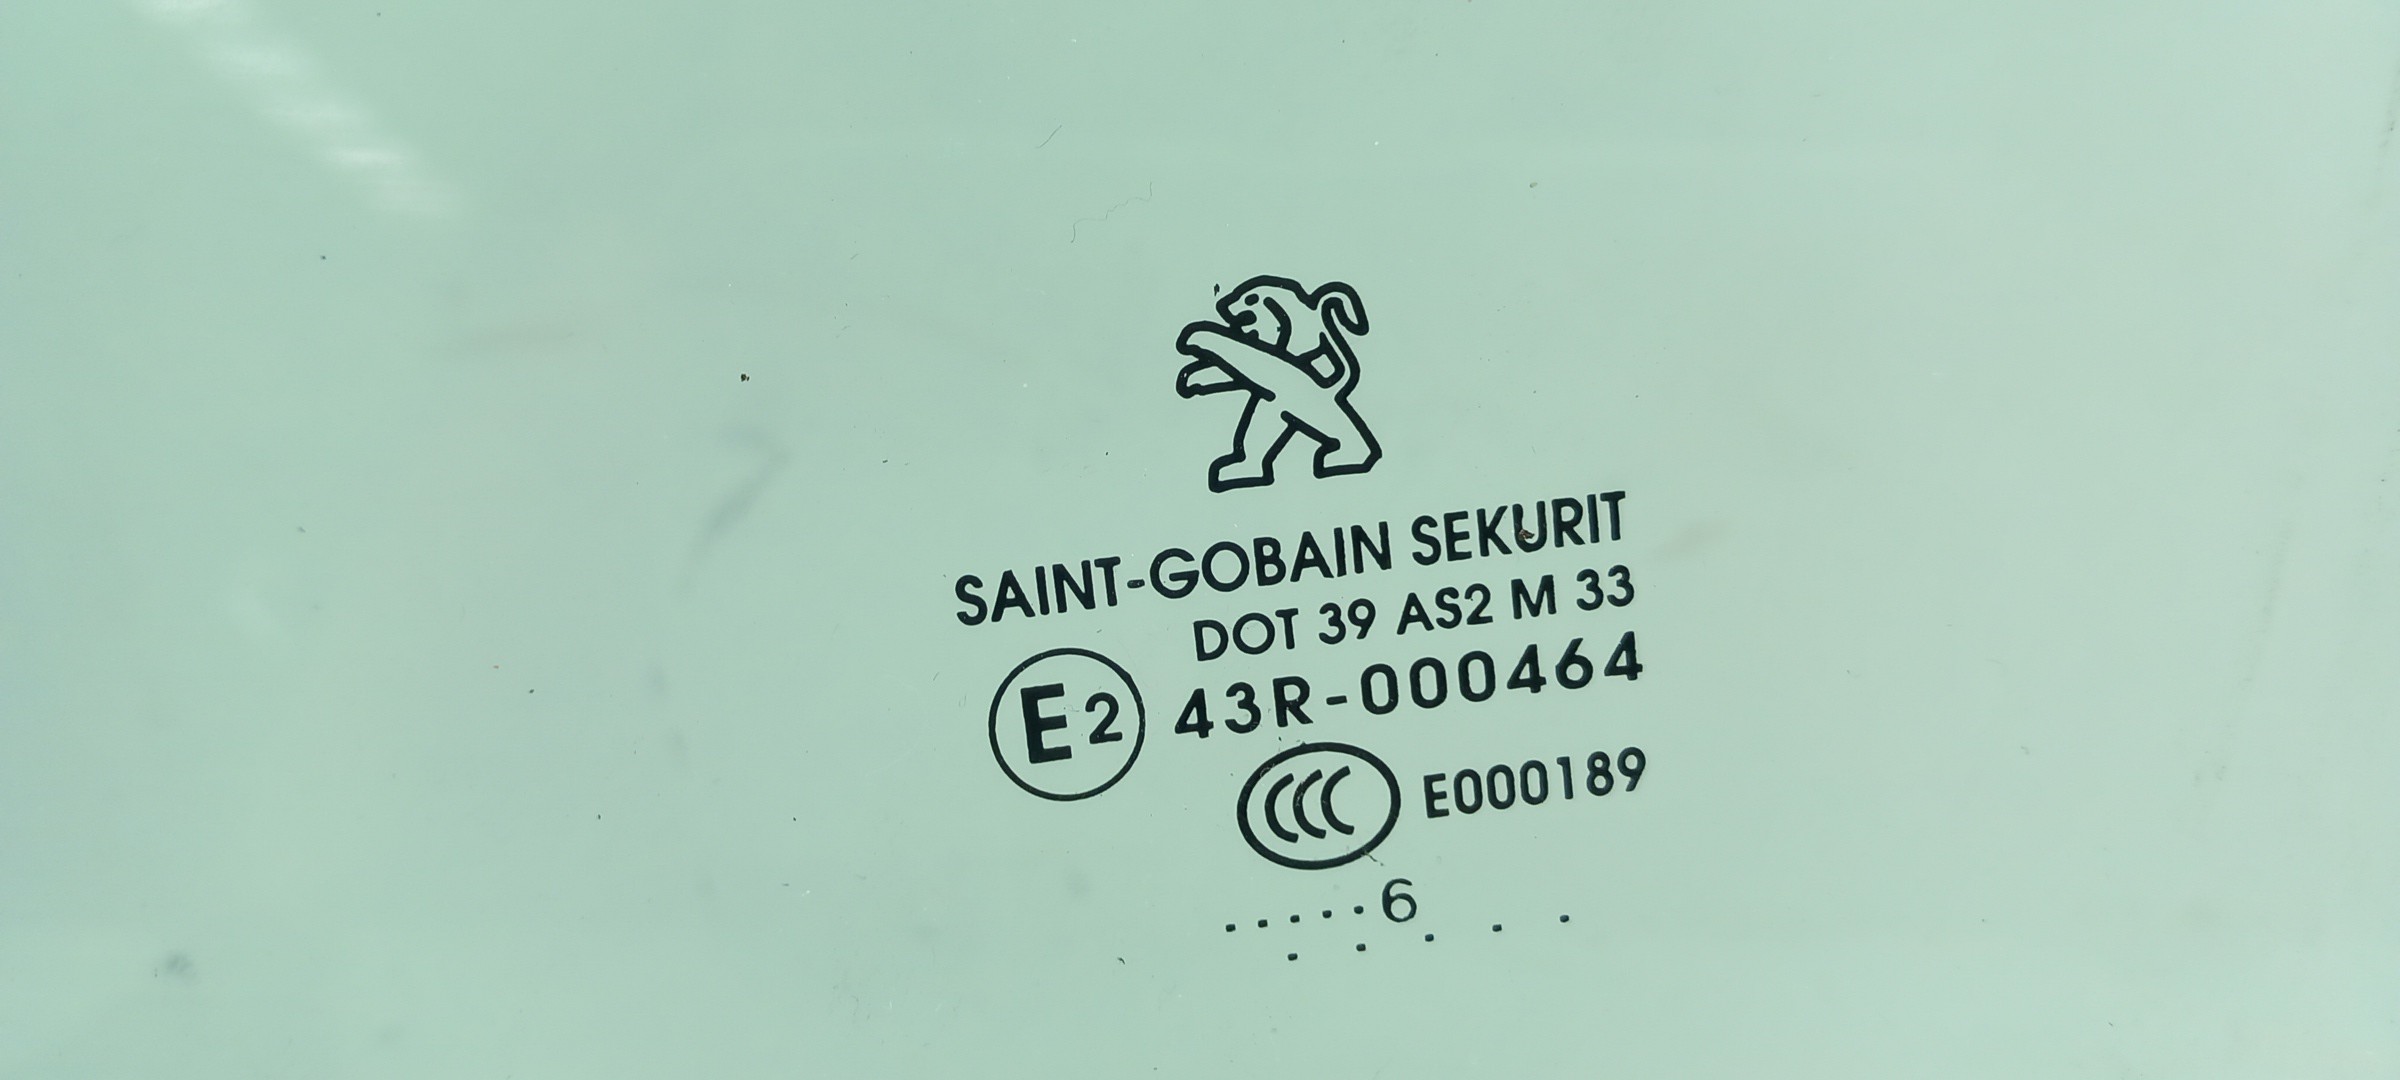 SAINT-GOBAIN SEKURIT
DOT 39 AS2 M 33
E2 43R-000464
CCC E000189
.....6
. . . . .